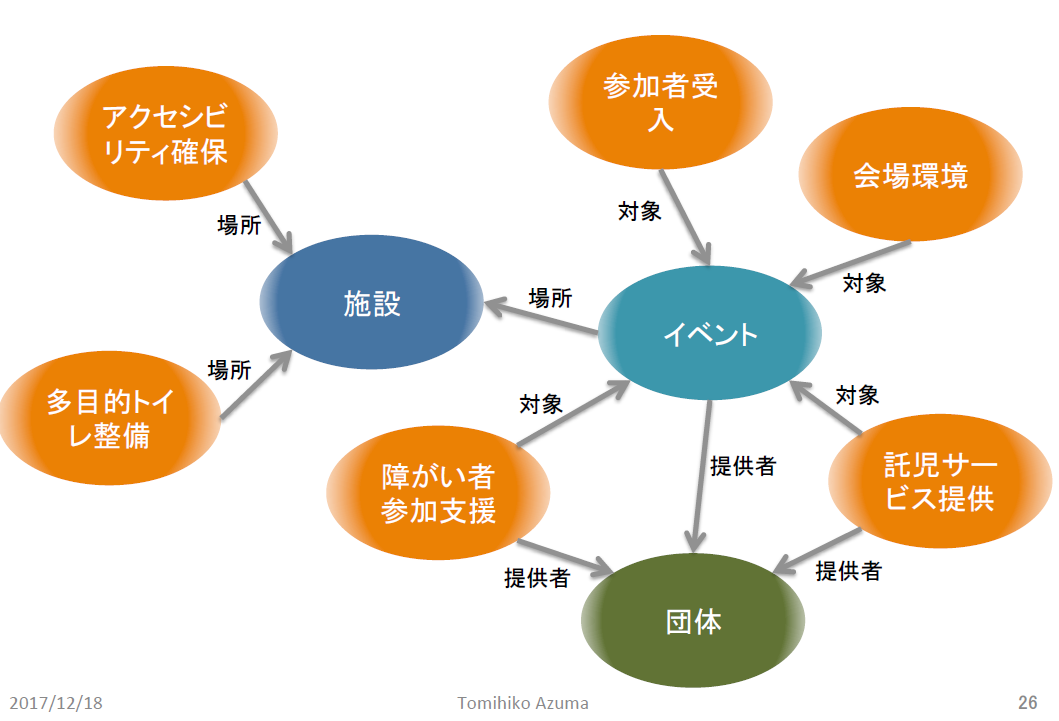 参加者受
入
アクセシビ
リティ確保
会場環境
場所
対象
対象
施設
場所
イベント
場所
対象
対象
多目的トイ
レ整備
障がい者
参加支援
提供者
託児サー
ビス提供
提供者
提供者
団体
2017/12/18
Tomihiko Azuma
26